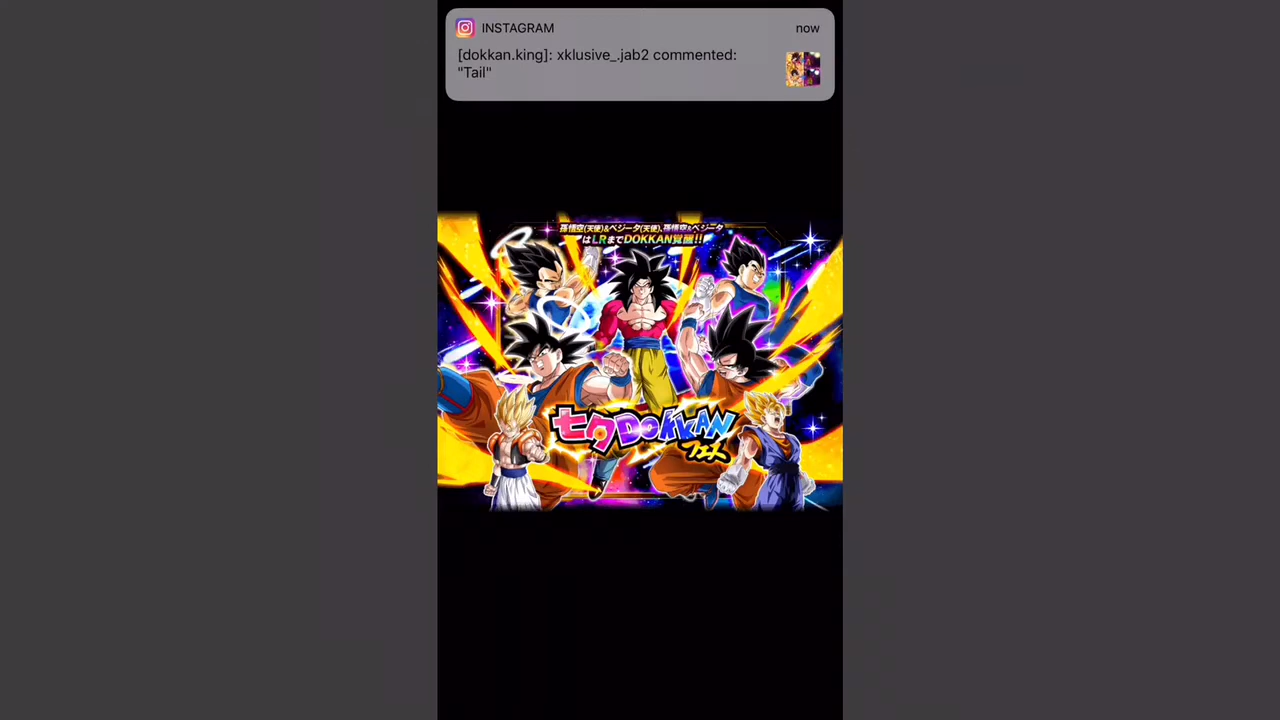 INSTAGRAM
now
[dokkan.king]: xklusive_.jab2 commented:
"Tail"
孫悟空(天使)&ベジータ(天使)、孫悟空&ベジータ
はLRまでDOKKAN覚醒!!
七夕DOKKAN
フェス